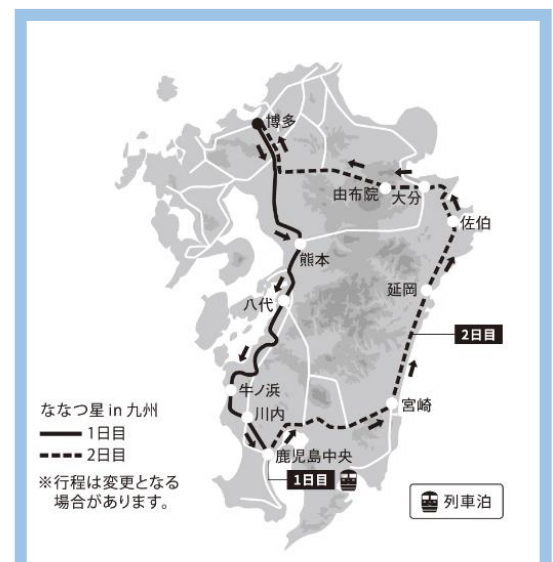 博多
由布院
大分
佐伯
熊本
延岡
八代
2日目
牛ノ浜
宮崎
川内
鹿児島中央
1日目
ななつ星 in 九州
1日目
2日目
※行程は変更となる
場合があります。
列車泊